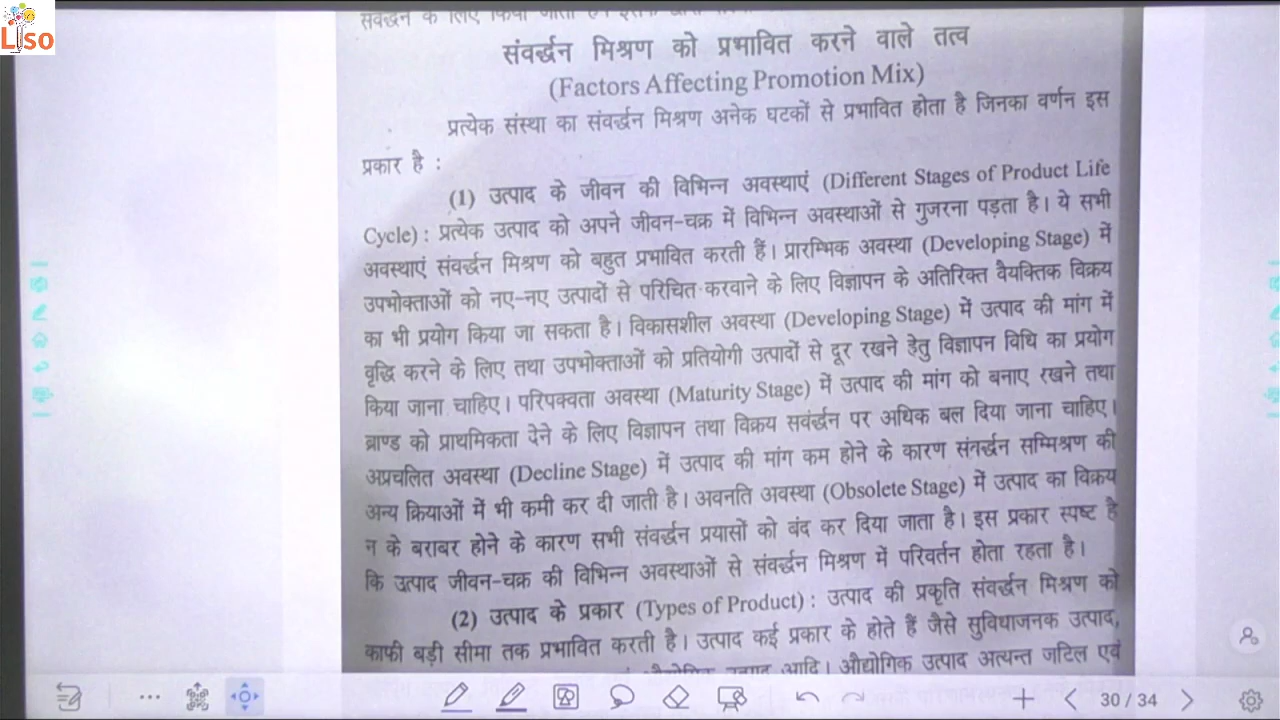 Liso
संवर्द्धन के लिए किया जाता है।
संवर्द्धन मिश्रण को प्रभावित करने वाले तत्व
(Factors Affecting Promotion Mix)
प्रत्येक संस्था का संवर्द्धन मिश्रण अनेक घटकों से प्रभावित होता है जिनका वर्णन इस
प्रकार है :
(1) उत्पाद के जीवन की विभिन्न अवस्थाएं (Different Stages of Product Life
Cycle) : प्रत्येक उत्पाद को अपने जीवन-चक्र में विभिन्न अवस्थाओं से गुजरना पड़ता है। ये सभी
अवस्थाएं संवर्द्धन मिश्रण को बहुत प्रभावित करती हैं। प्रारम्भिक अवस्था (Developing Stage) में
उपभोक्ताओं को नए-नए उत्पादों से परिचित करवाने के लिए विज्ञापन के अतिरिक्त वैयक्तिक विक्रय
का भी प्रयोग किया जा सकता है। विकासशील अवस्था (Developing Stage) में उत्पाद की मांग में
वृद्धि करने के लिए तथा उपभोक्ताओं को प्रतियोगी उत्पादों से दूर रखने हेतु विज्ञापन विधि का प्रयोग
किया जाना चाहिए। परिपक्वता अवस्था (Maturity Stage) में उत्पाद की मांग को बनाए रखने तथा
ब्राण्ड को प्राथमिकता देने के लिए विज्ञापन तथा विक्रय सवंर्द्धन पर अधिक बल दिया जाना चाहिए।
अप्रचलित अवस्था (Decline Stage) में उत्पाद की मांग कम होने के कारण संवर्द्धन सम्मिश्रण की
अन्य क्रियाओं में भी कमी कर दी जाती है। अवनति अवस्था (Obsolete Stage) में उत्पाद का विक्रय
न के बराबर होने के कारण सभी संवर्द्धन प्रयासों को बंद कर दिया जाता है। इस प्रकार स्पष्ट है
कि उत्पाद जीवन-चक्र की विभिन्न अवस्थाओं से संवर्द्धन मिश्रण में परिवर्तन होता रहता है।
(2) उत्पाद के प्रकार (Types of Product) : उत्पाद की प्रकृति संवर्द्धन मिश्रण को
काफी बड़ी सीमा तक प्रभावित करती है। उत्पाद कई प्रकार के होते हैं जैसे सुविधाजनक उत्पाद,
उत्पाद आदि। औद्योगिक उत्पाद अत्यन्त जटिल एवं
30 / 34